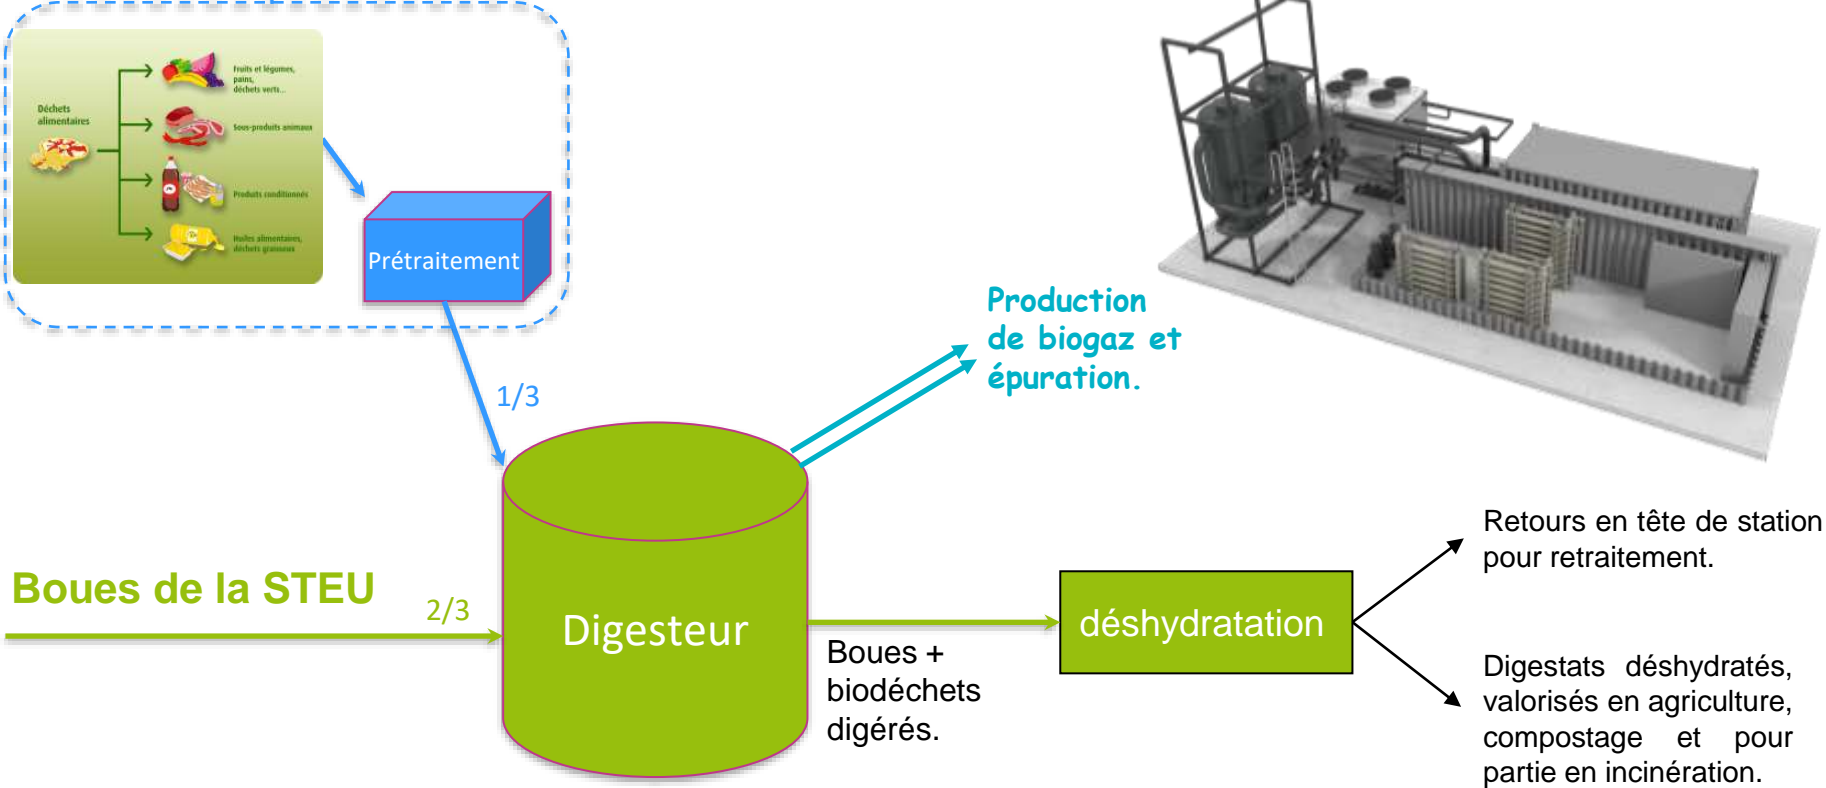 Déchets
alimentaires
Fruits et légumes,
pains,
déchets verts...
Sous-produits animaux
Produits conditionnés
Huiles alimentaires,
déchets graisseux
Prétraitement
1/3
Production
de biogaz et
épuration.
Boues de la STEU
2/3
Digesteur
Boues +
biodéchets
digérés.
déshydratation
Retours en tête de station
pour retraitement.
Digestats déshydratés,
valorisés en agriculture,
compostage et pour
partie en incinération.